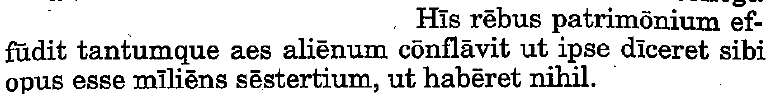 Hīs rēbus patrimōnium ef-
fūdit tantumque aes aliēnum cōnflāvit ut ipse dīceret sibi
opus esse mīliēns sēstertium, ut habēret nihil.